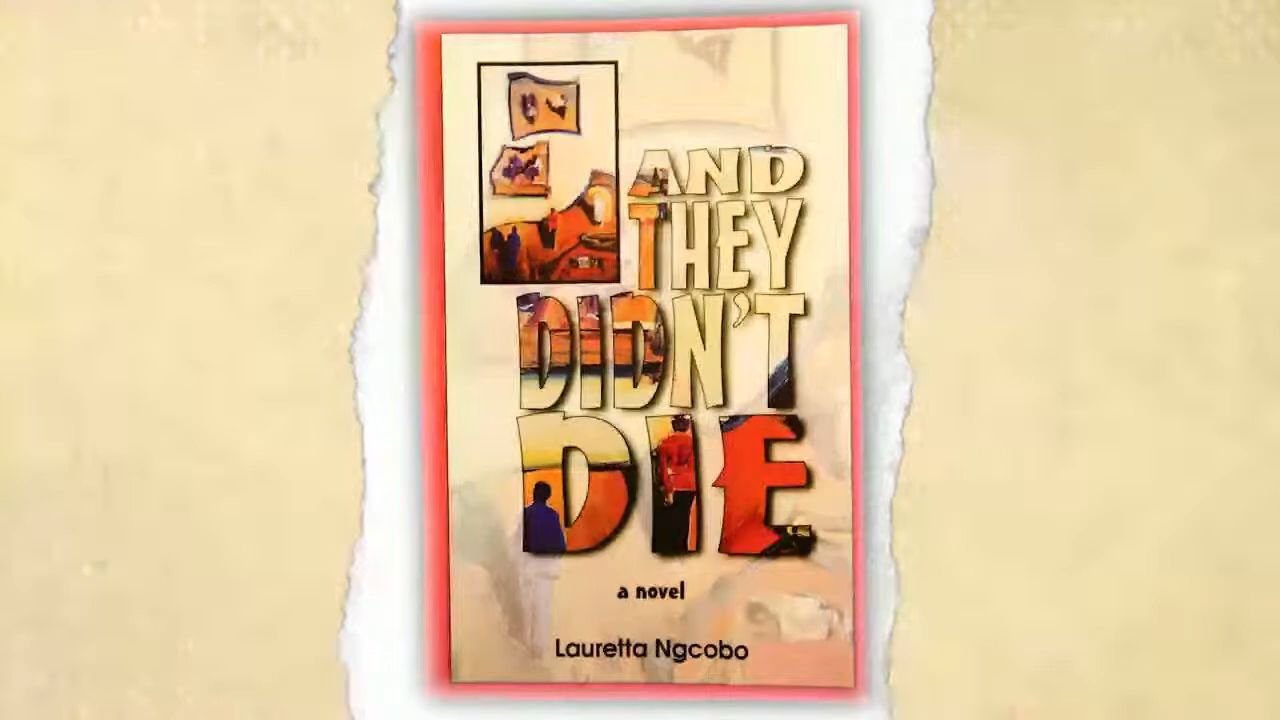 AND
THEY
DIDN'T
DIE
a novel
Lauretta Ngcobo